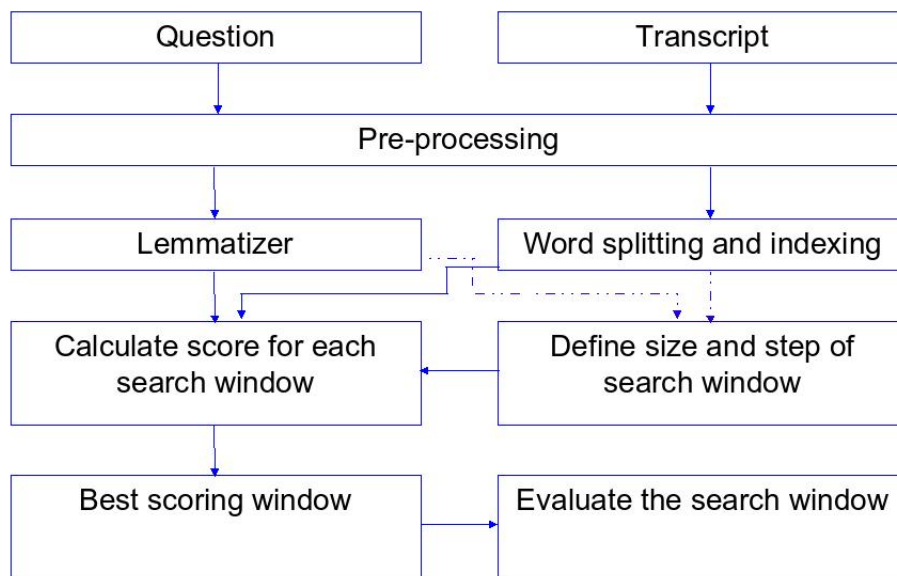 Question
Transcript
Pre-processing
Lemmatizer
Word splitting and indexing
Calculate score for each
search window
Define size and step of
search window
Best scoring window
Evaluate the search window